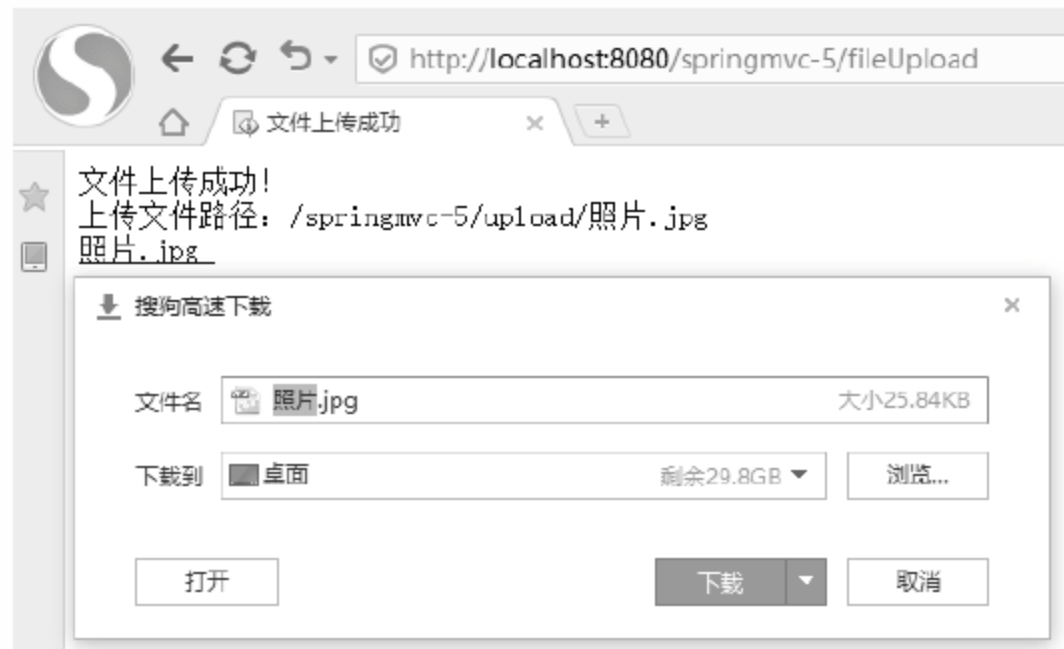 http://localhost:8080/springmvc-5/fileUpload
文件上传成功
文件上传成功!
上传文件路径: /springmvc-5/upload/照片.jpg
照片.jpg
搜狗高速下载
文件名 照片.jpg 大小25.84KB
下载到 桌面 剩余29.8GB 浏览...
打开 下载 取消